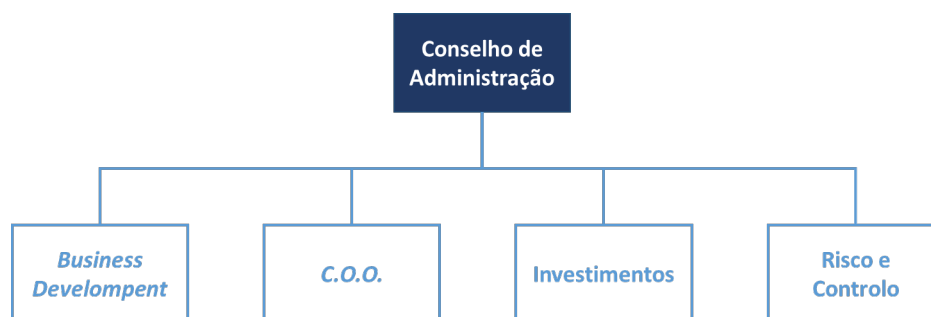 Conselho de
Administração
Business
Develompent
C.O.O.
Investimentos
Risco e
Controlo